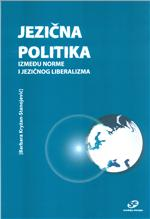 JEZIČNA
POLITIKA
IZMEĐU NORME
I JEZIČNOG LIBERALIZMA
[Barbara Kryżan-Stanojević]